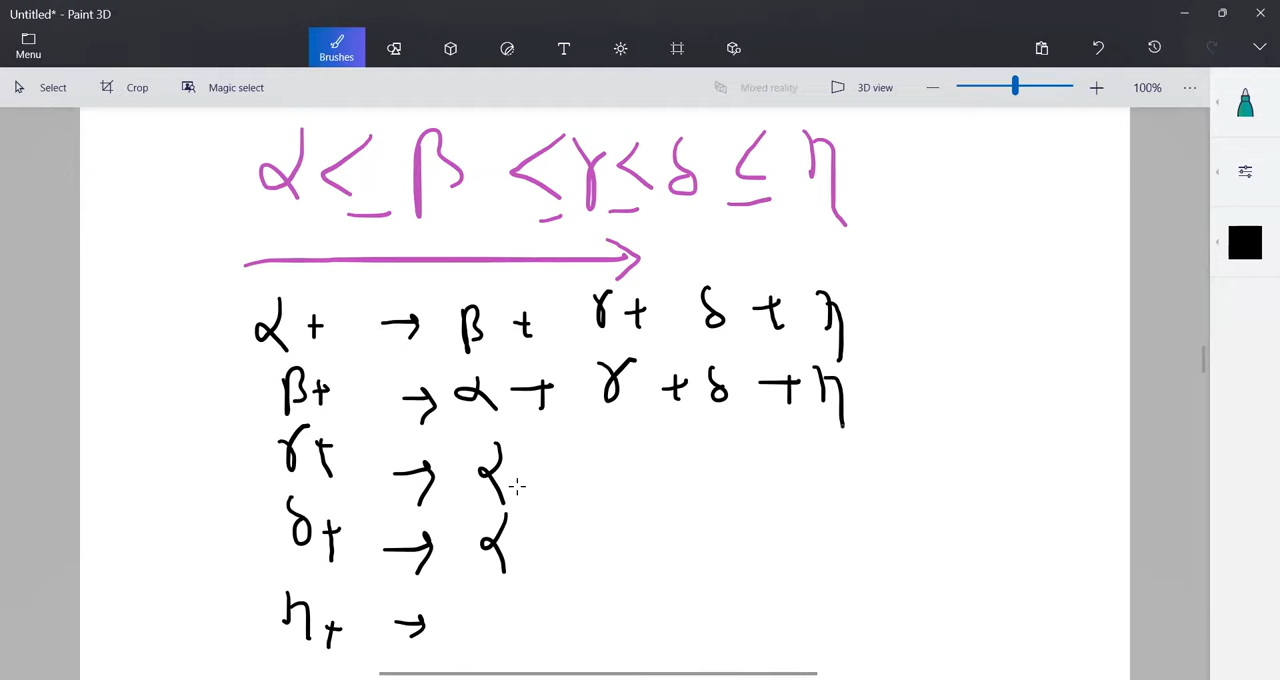 Untitled* - Paint 3D
Menu
Brushes
Select Crop Magic select Mixed reality 3D view 100%
α ≤ β ≤ γ ≤ δ ≤ η
α+ → β + γ + δ + η
β+ → α + γ + δ + η
γ+ → α
δ+ → α
η+ →